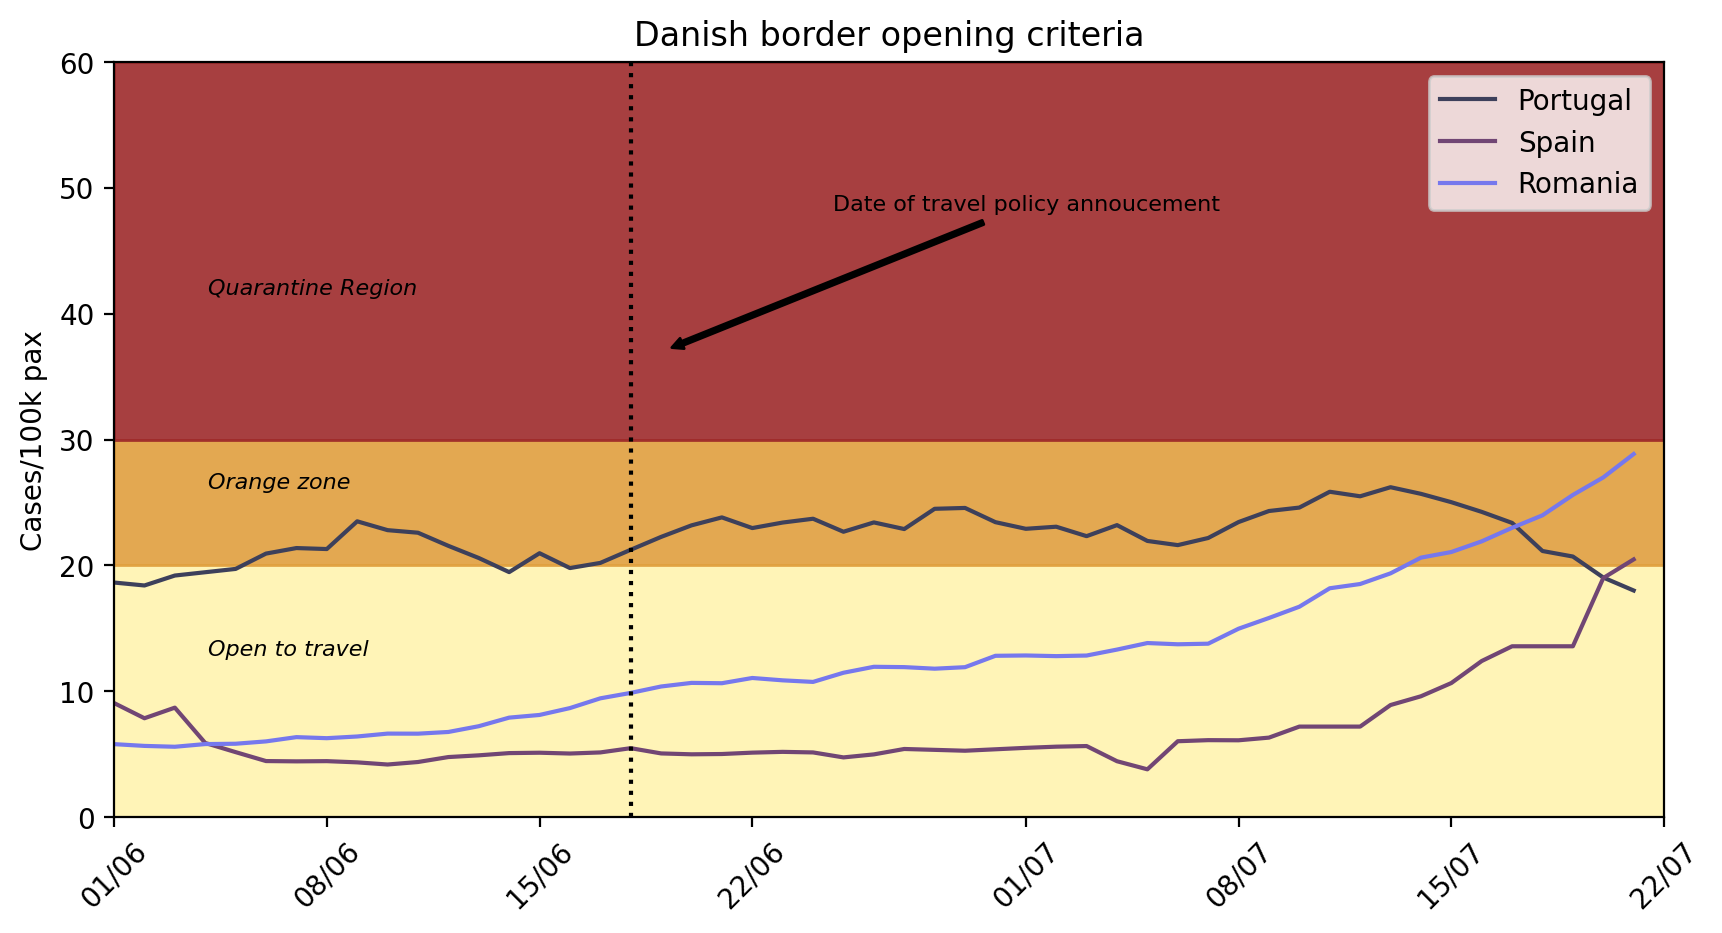 Danish border opening criteria
60
50
40
30
20
10
0
Cases/100k pax
Portugal
Spain
Romania
Date of travel policy annoucement
Quarantine Region
Orange zone
Open to travel
01/06
08/06
15/06
22/06
01/07
08/07
15/07
22/07